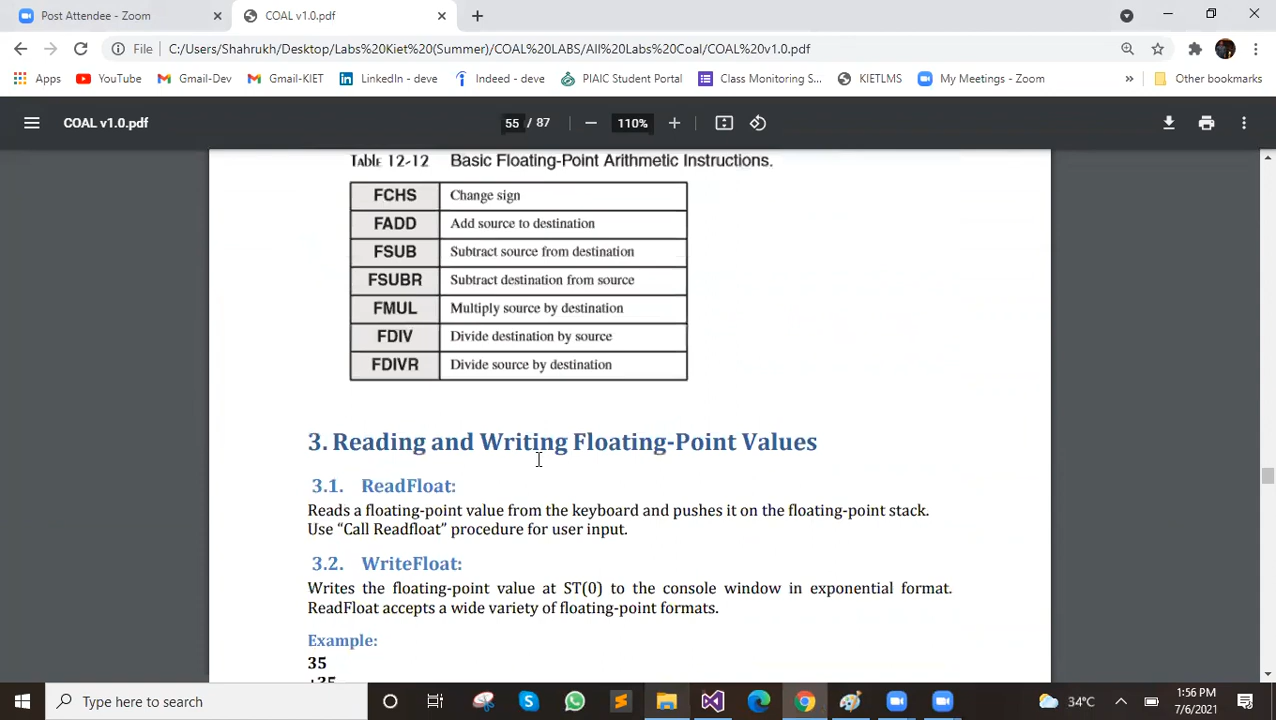 Post Attendee - Zoom
COAL v1.0.pdf
File
C:/Users/Shahrukh/Desktop/Labs%20Kiet%20(Summer)/COAL%20LABS/All%20Labs%20Coal/COAL%20v1.0.pdf
Apps YouTube Gmail-Dev Gmail-KIET LinkedIn - deve Indeed - deve PIAIC Student Portal Class Monitoring S... KIETLMS My Meetings - Zoom » Other bookmarks
COAL v1.0.pdf 55 / 87 110%
Table 12-12 Basic Floating-Point Arithmetic Instructions.
FCHS Change sign
FADD Add source to destination
FSUB Subtract source from destination
FSUBR Subtract destination from source
FMUL Multiply source by destination
FDIV Divide destination by source
FDIVR Divide source by destination
3. Reading and Writing Floating-Point Values
3.1. ReadFloat:
Reads a floating-point value from the keyboard and pushes it on the floating-point stack.
Use “Call Readfloat” procedure for user input.
3.2. WriteFloat:
Writes the floating-point value at ST(0) to the console window in exponential format.
ReadFloat accepts a wide variety of floating-point formats.
Example:
35
+35
Type here to search
34°C
1:56 PM
7/6/2021